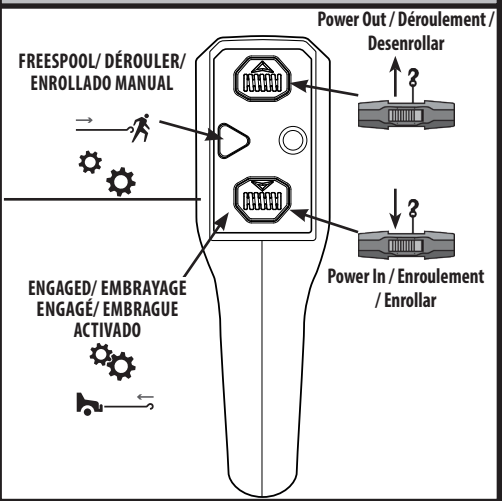 Power Out / Déroulement /
Desenrollar
FREESPOOL/ DÉROULER/
ENROLLADO MANUAL
Power In / Enroulement
/ Enrollar
ENGAGED/ EMBRAYAGE
ENGAGÉ/ EMBRAGUE
ACTIVADO